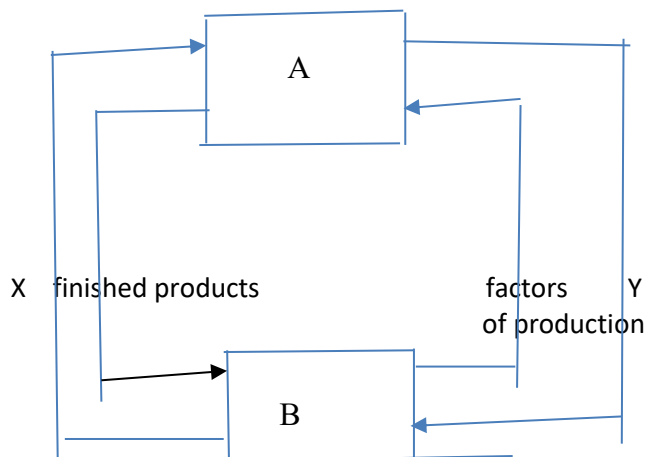 A
X finished products factors Y
of production
B